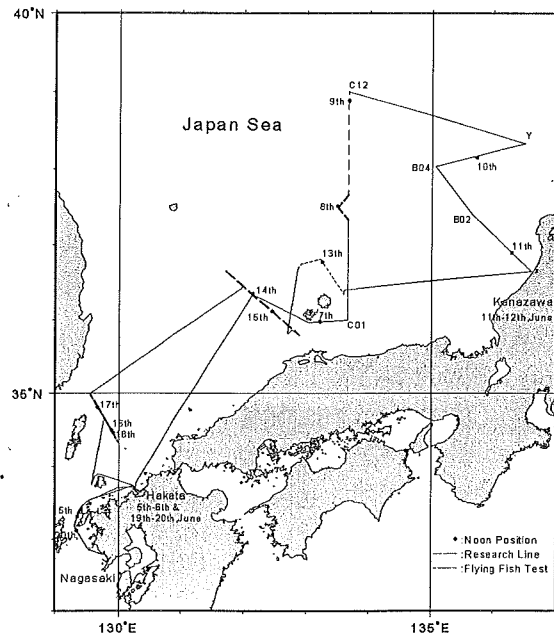 40°N
C12
9th
Japan Sea
Y
10th
B04
8th
B02
11th
13th
14th
Kanazawa
11th-12th June
15th
7th
C01
35°N
17th
16th
18th
Hakata
5th-6th &
19th-20th June
5th
Nagasaki
:Noon Position
:Research Line
:Flying Fish Test
130°E
135°E